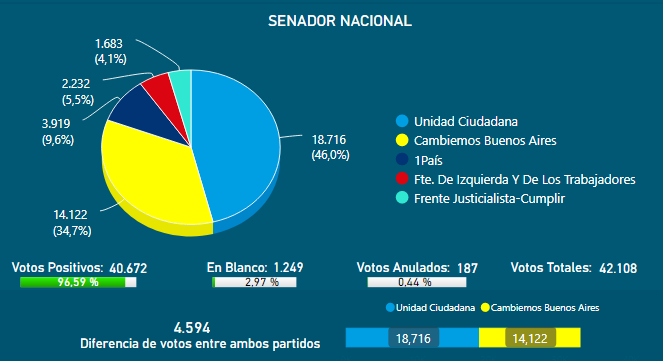 SENADOR NACIONAL
1.683
(4,1%)
2.232
(5,5%)
3.919
(9,6%)
14.122
(34,7%)
18.716
(46,0%)
Unidad Ciudadana
Cambiemos Buenos Aires
1País
Fte. De Izquierda Y De Los Trabajadores
Frente Justicialista-Cumplir
Votos Positivos: 40.672
96,59 %
En Blanco: 1.249
2,97 %
Votos Anulados: 187
0,44 %
Votos Totales: 42.108
4.594
Diferencia de votos entre ambos partidos
Unidad Ciudadana Cambiemos Buenos Aires
18,716 14,122